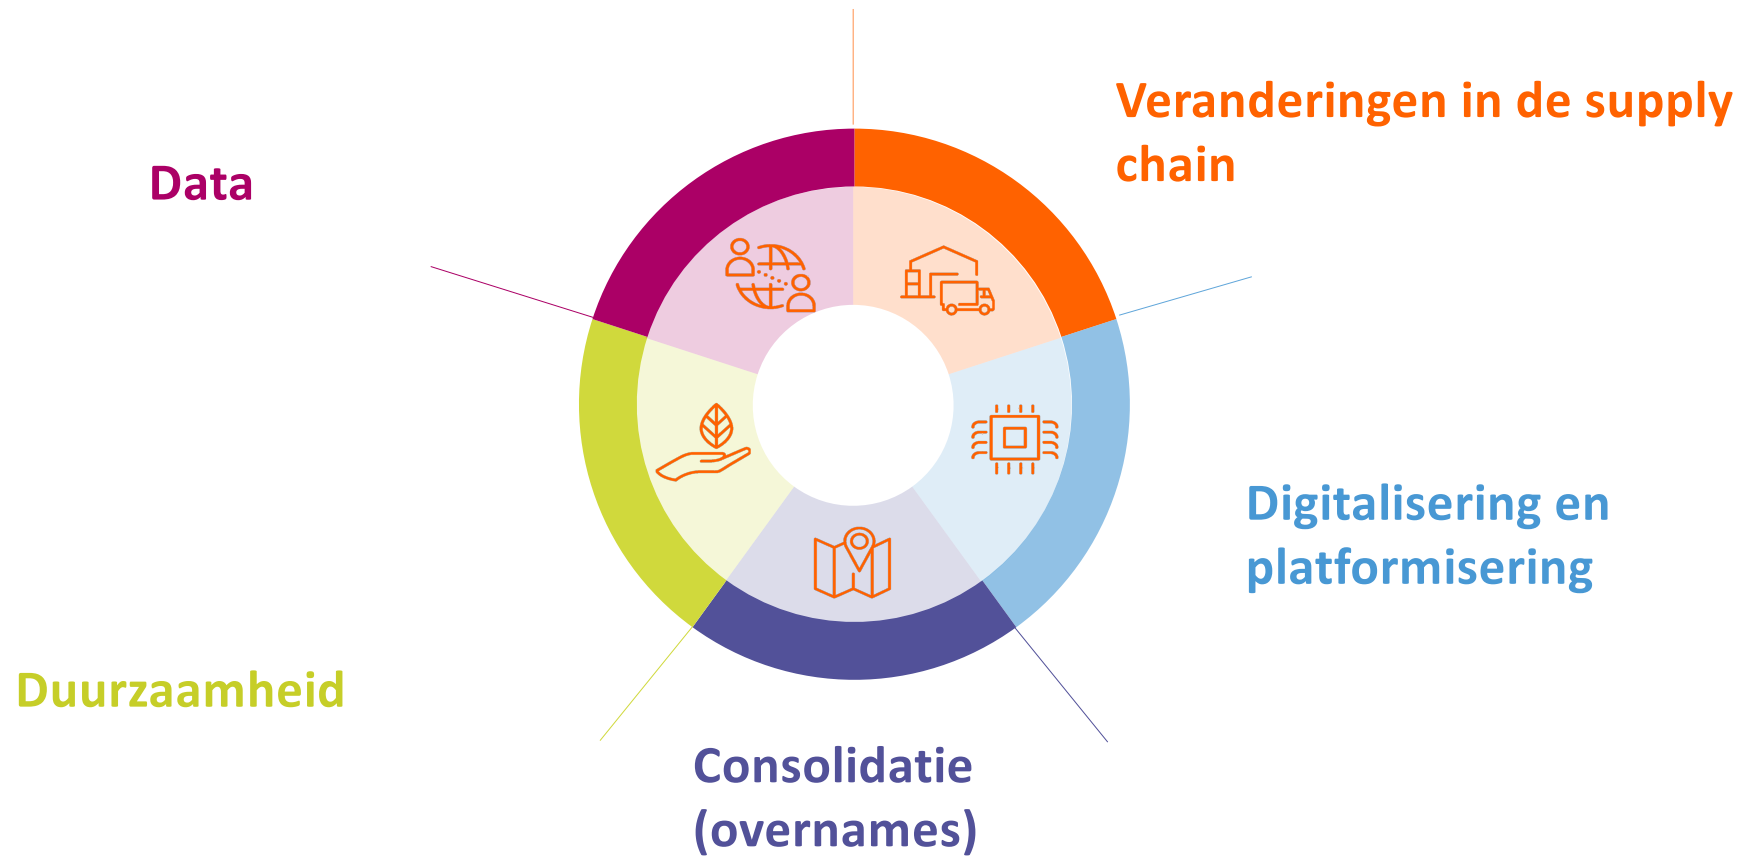 Veranderingen in de supply
chain
Data
Digitalisering en
platformisering
Duurzaamheid
Consolidatie
(overnames)